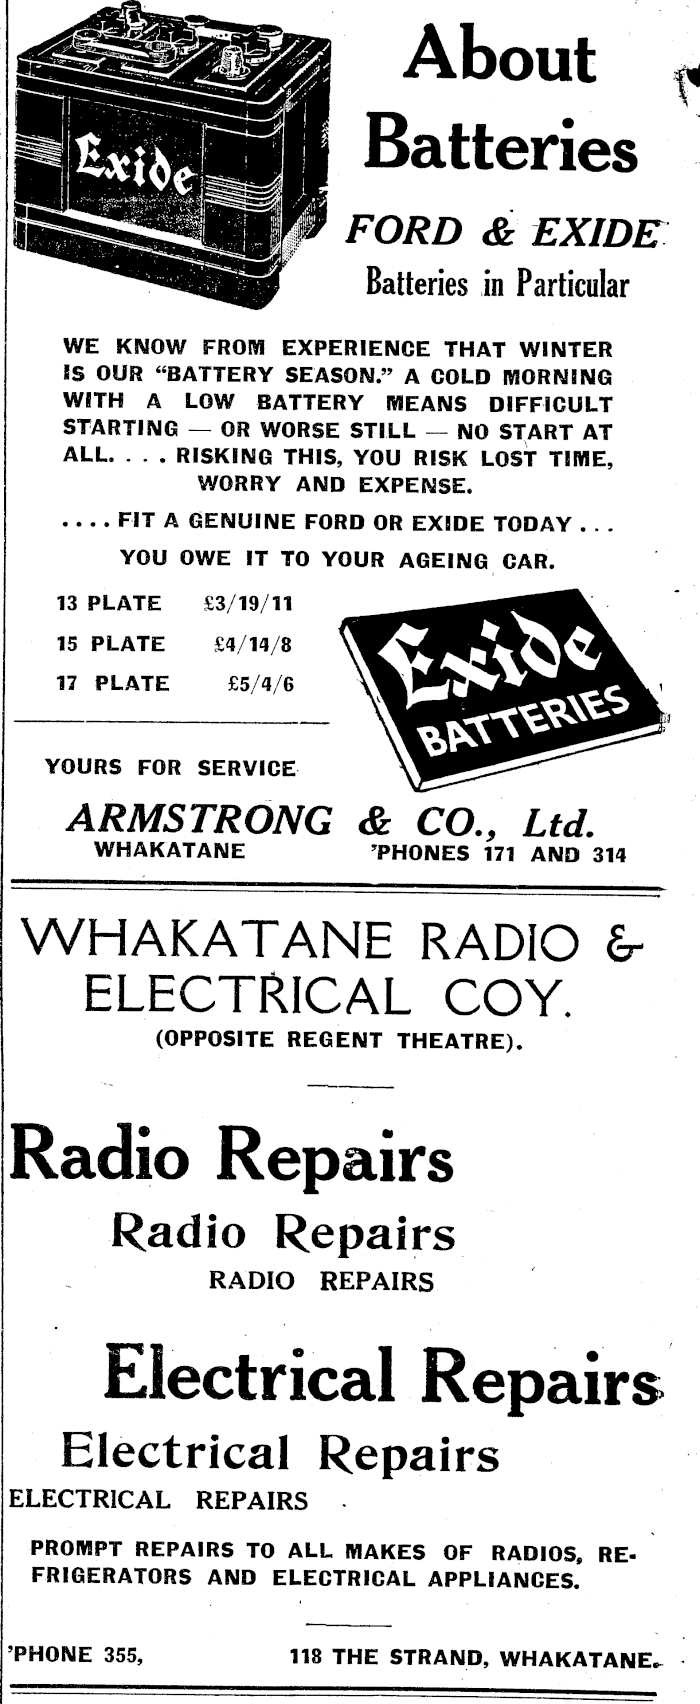 Exide
About
Batteries
FORD & EXIDE
Batteries in Particular
WE KNOW FROM EXPERIENCE THAT WINTER
IS OUR “BATTERY SEASON.” A COLD MORNING
WITH A LOW BATTERY MEANS DIFFICULT
STARTING — OR WORSE STILL — NO START AT
ALL. . . . RISKING THIS, YOU RISK LOST TIME,
WORRY AND EXPENSE.
. . . . FIT A GENUINE FORD OR EXIDE TODAY . . .
YOU OWE IT TO YOUR AGEING CAR.
13 PLATE £3/19/11
15 PLATE £4/14/8
17 PLATE £5/4/6
Exide
BATTERIES
YOURS FOR SERVICE
ARMSTRONG & CO., Ltd.
WHAKATANE ’PHONES 171 AND 314
WHAKATANE RADIO &
ELECTRICAL COY.
(OPPOSITE REGENT THEATRE).
Radio Repairs
Radio Repairs
RADIO REPAIRS
Electrical Repairs
Electrical Repairs
ELECTRICAL REPAIRS
PROMPT REPAIRS TO ALL MAKES OF RADIOS, RE-
FRIGERATORS AND ELECTRICAL APPLIANCES.
’PHONE 355, 118 THE STRAND, WHAKATANE.